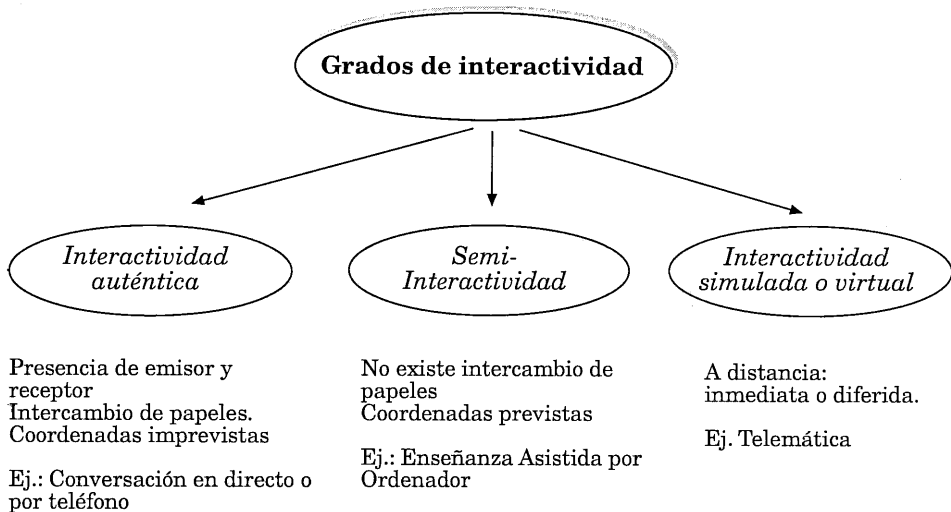 Grados de interactividad
Interactividad
auténtica
Semi-
Interactividad
Interactividad
simulada o virtual
Presencia de emisor y
receptor
Intercambio de papeles.
Coordenadas imprevistas
Ej.: Conversación en directo o
por teléfono
No existe intercambio de
papeles
Coordenadas previstas
Ej.: Enseñanza Asistida por
Ordenador
A distancia:
inmediata o diferida.
Ej. Telemática